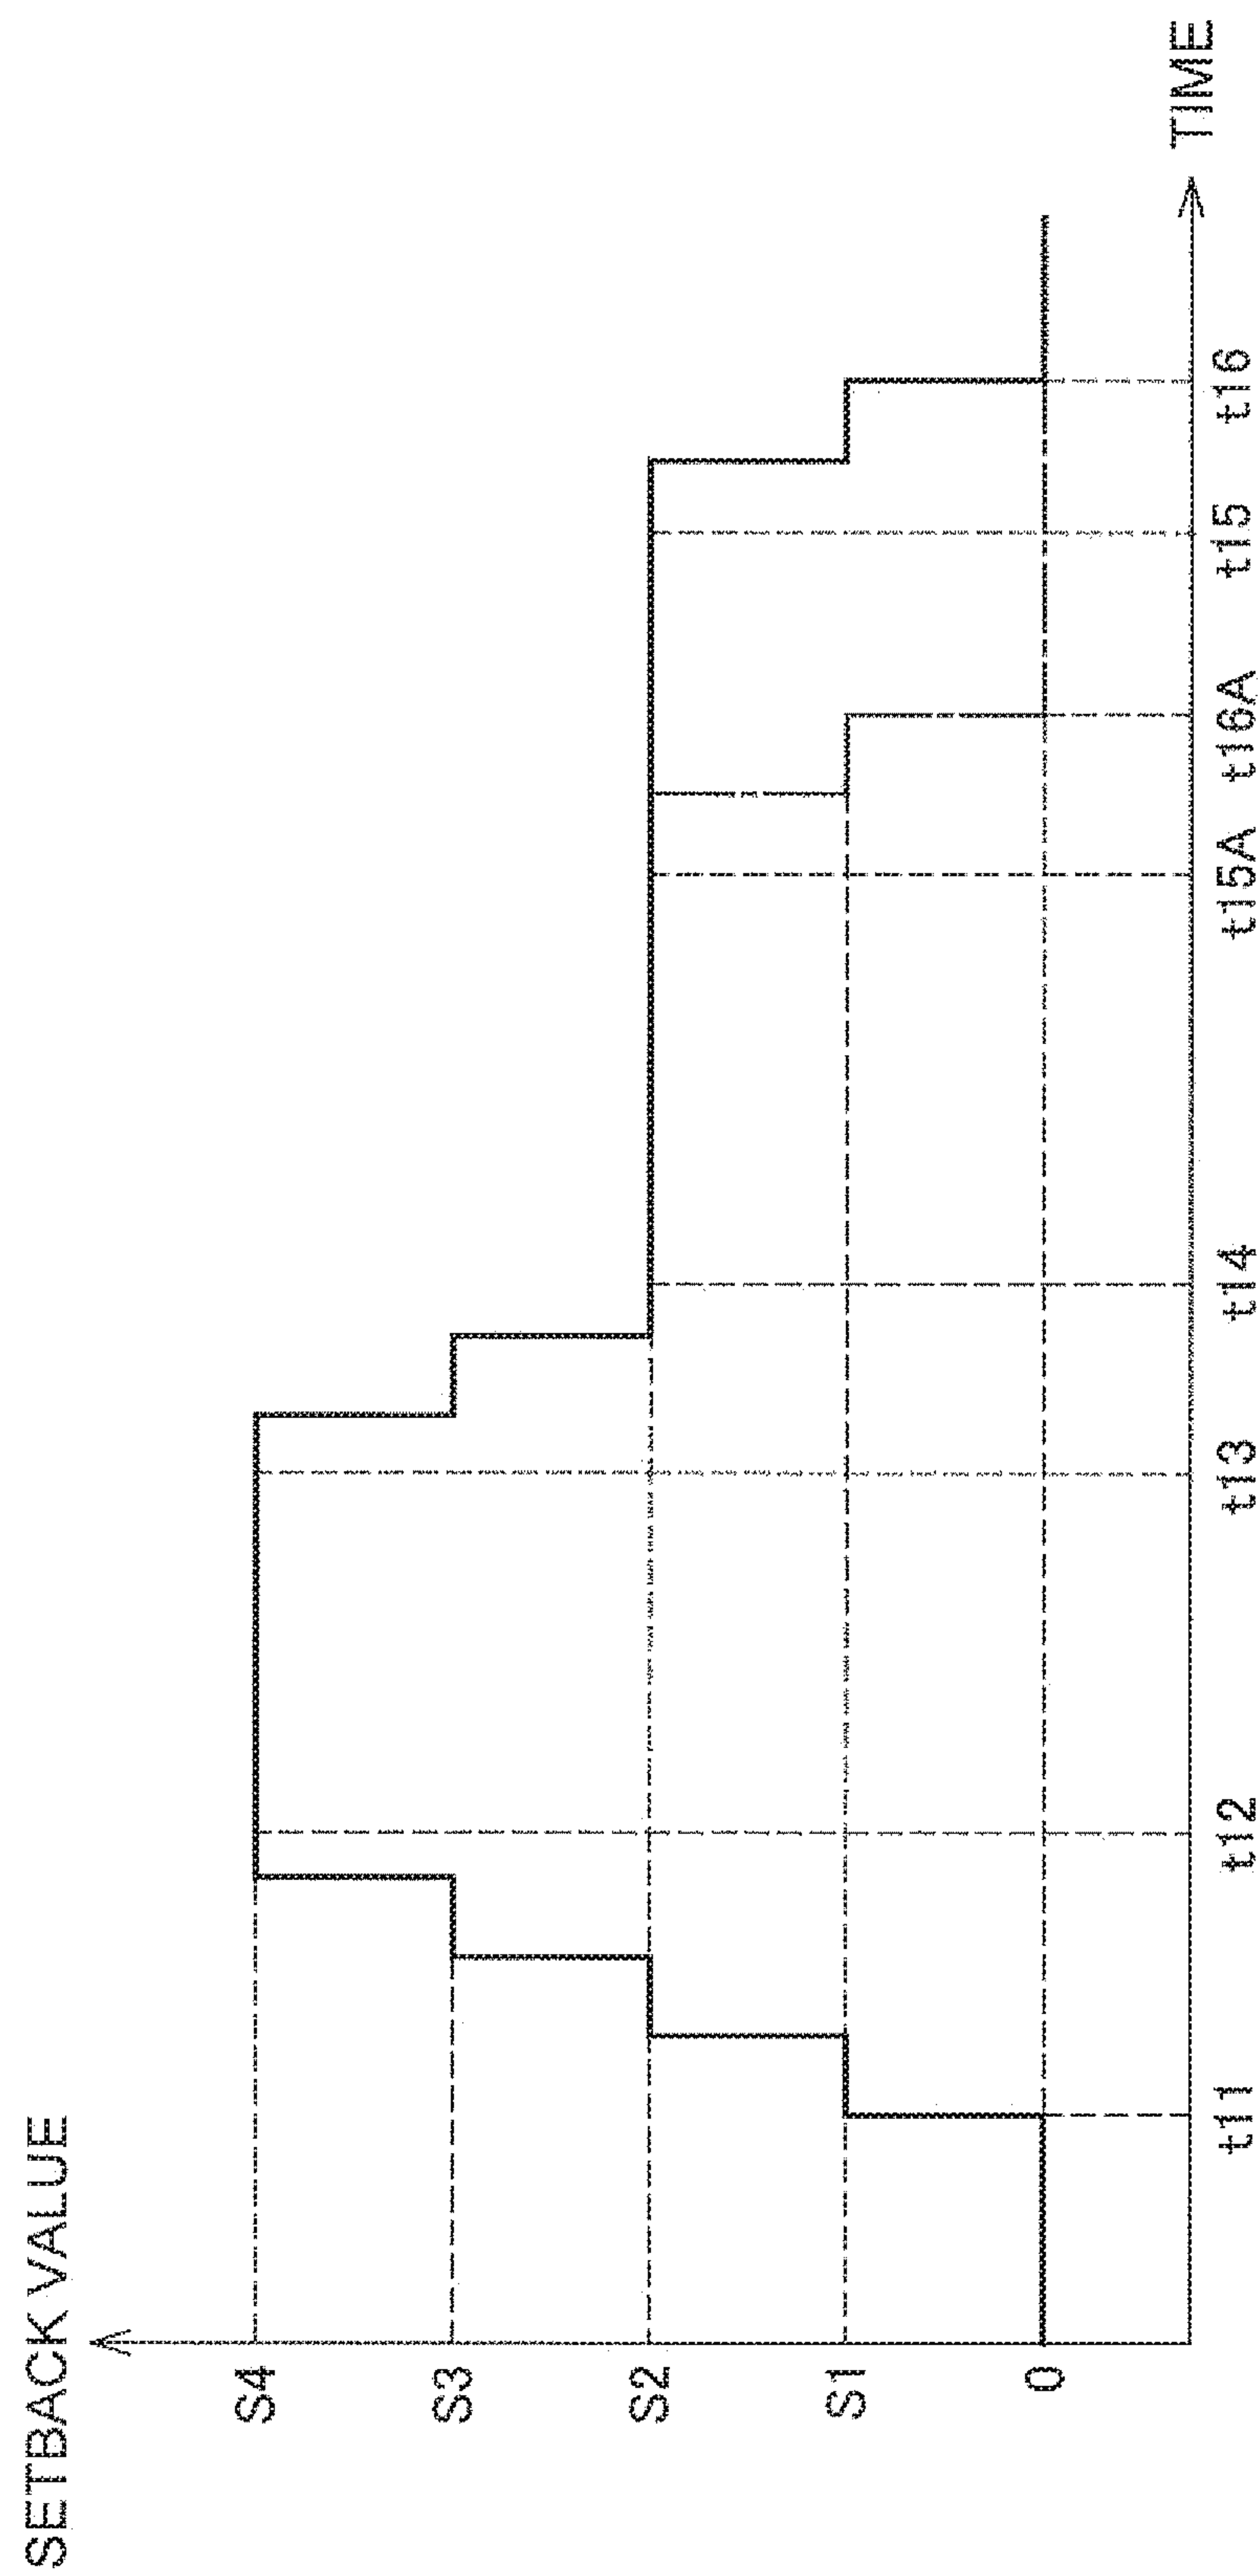 SETBACK VALUE
S4
S3
S2
S1
0
t11
t12
t13
t14
t15A
t16A
t15
t16
TIME